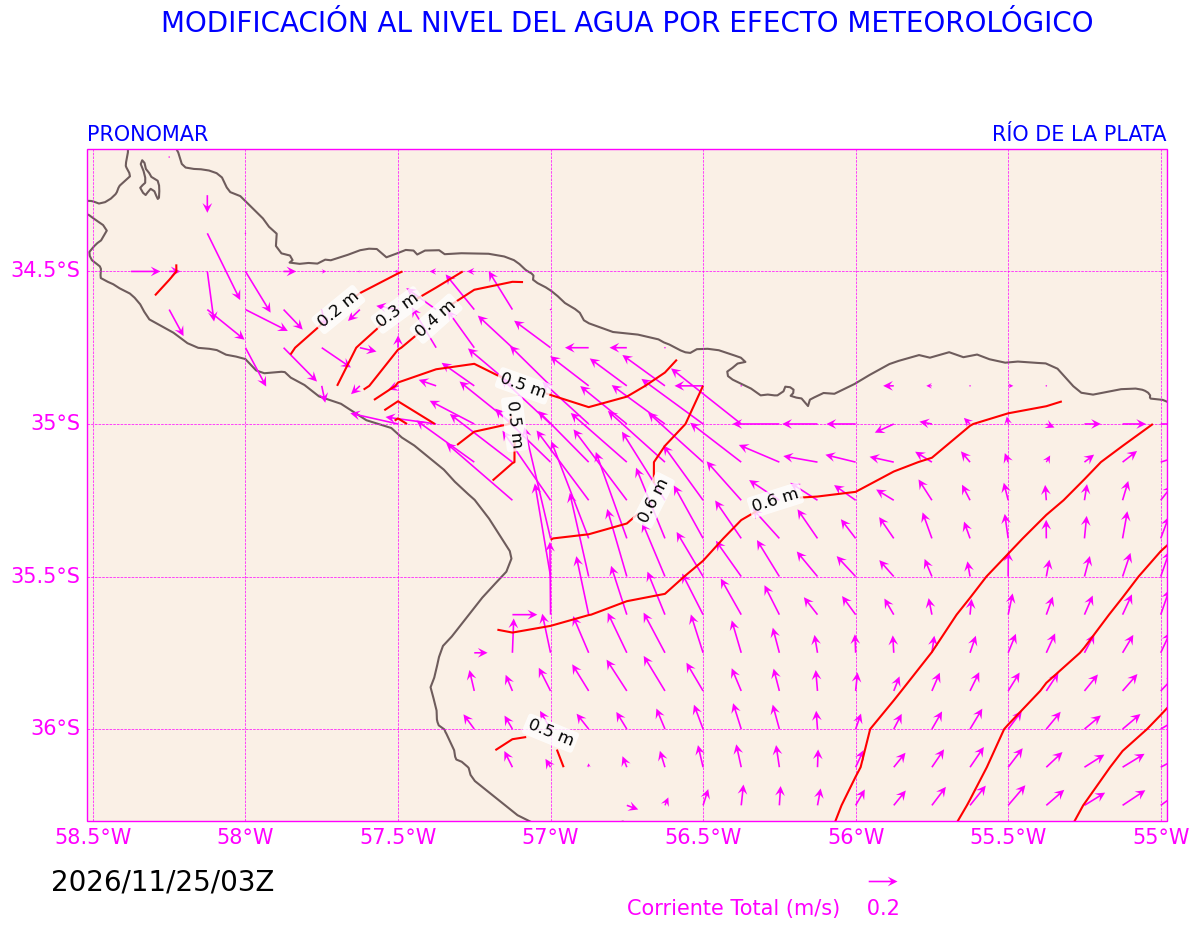 MODIFICACIÓN AL NIVEL DEL AGUA POR EFECTO METEOROLÓGICO
PRONOMAR
RÍO DE LA PLATA
34.5°S
35°S
35.5°S
36°S
0.2 m
0.3 m
0.4 m
0.5 m
0.5 m
0.6 m
0.6 m
0.5 m
58.5°W
58°W
57.5°W
57°W
56.5°W
56°W
55.5°W
55°W
2026/11/25/03Z
Corriente Total (m/s)
0.2